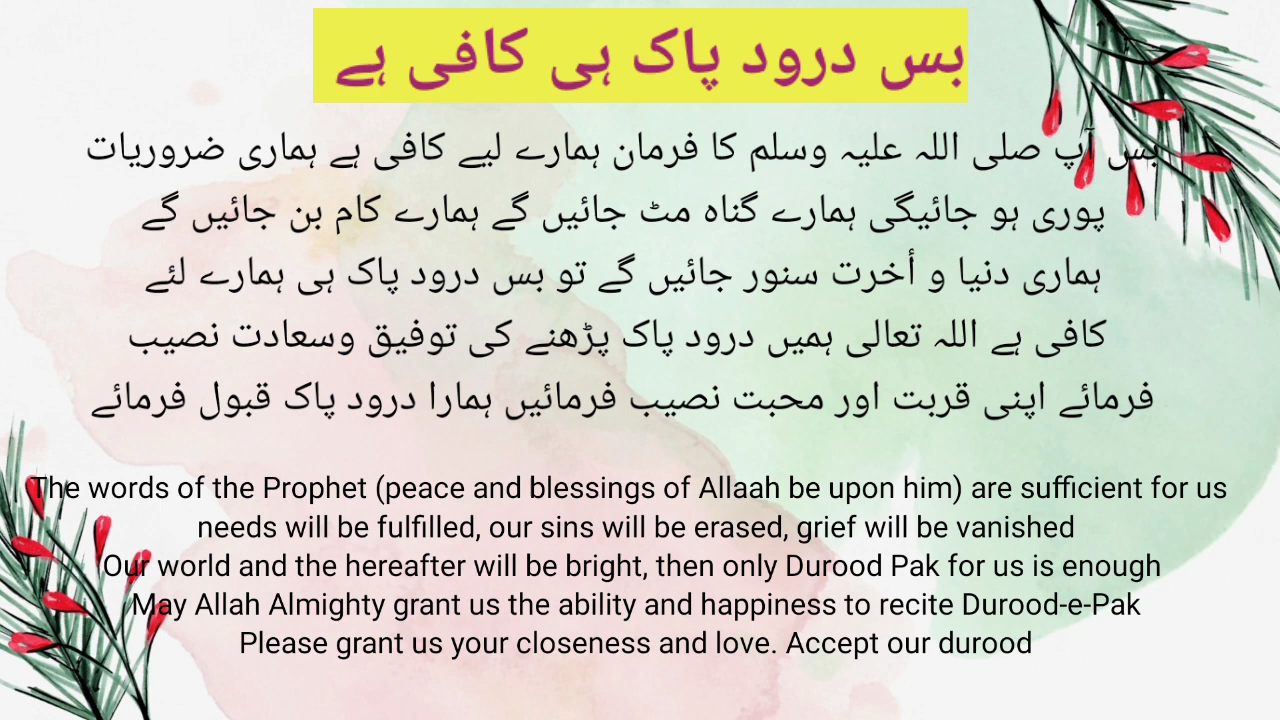 بس درود پاک ہی کافی ہے
بس آپ صلی اللہ علیہ وسلم کا فرمان ہمارے لیے کافی ہے ہماری ضروریات
پوری ہو جائیگی ہمارے گناہ مٹ جائیں گے ہمارے کام بن جائیں گے
ہماری دنیا و أخرت سنور جائیں گے تو بس درود پاک ہی ہمارے لئے
کافی ہے اللہ تعالی ہمیں درود پاک پڑھنے کی توفیق وسعادت نصیب
فرمائے اپنی قربت اور محبت نصیب فرمائیں ہمارا درود پاک قبول فرمائے
The words of the Prophet (peace and blessings of Allaah be upon him) are sufficient for us
needs will be fulfilled, our sins will be erased, grief will be vanished
Our world and the hereafter will be bright, then only Durood Pak for us is enough
May Allah Almighty grant us the ability and happiness to recite Durood-e-Pak
Please grant us your closeness and love. Accept our durood